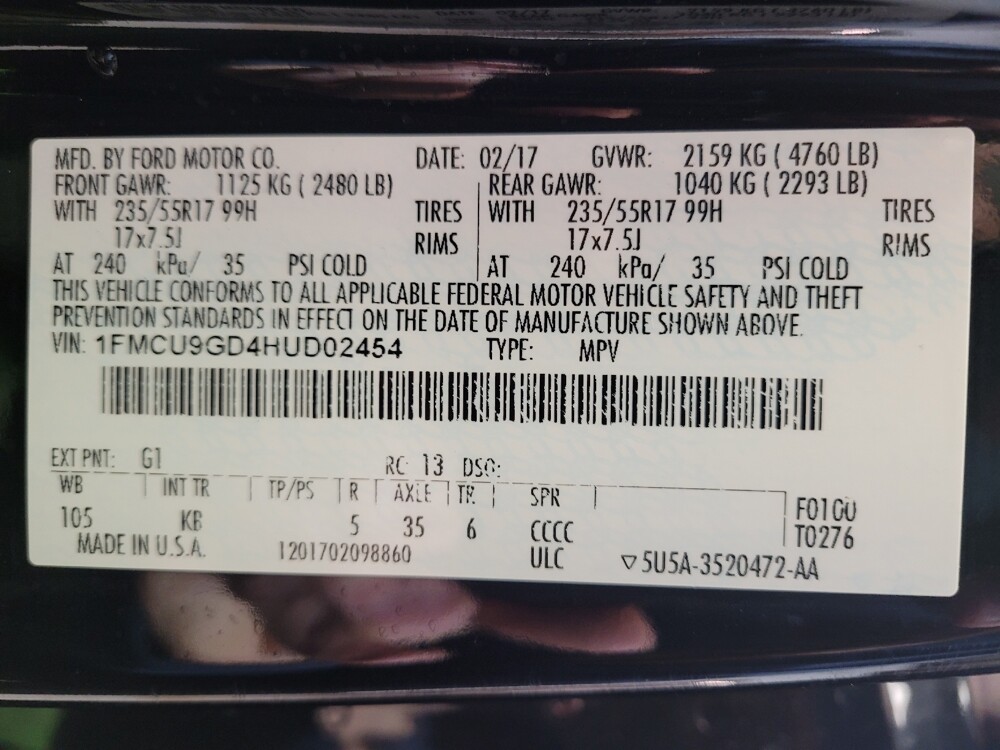 MFD. BY FORD MOTOR CO. DATE: 02/17 GVWR: 2159 KG ( 4760 LB)
FRONT GAWR: 1125 KG ( 2480 LB) REAR GAWR: 1040 KG ( 2293 LB)
WITH 235/55R17 99H TIRES WITH 235/55R17 99H TIRES
17x7.5J RIMS 17x7.5J RIMS
AT 240 kPa/ 35 PSI COLD AT 240 kPa/ 35 PSI COLD
THIS VEHICLE CONFORMS TO ALL APPLICABLE FEDERAL MOTOR VEHICLE SAFETY AND THEFT
PREVENTION STANDARDS IN EFFECT ON THE DATE OF MANUFACTURE SHOWN ABOVE.
VIN: 1FMCU9GD4HUD02454 TYPE: MPV
EXT PNT: G1 RC: 13 DSO:
WB INT TR TP/PS R AXLE TR SPR F0100
105 KB 5 35 6 CCCC T0276
MADE IN U.S.A. 1201702098860 ULC ▽5U5A-3520472-AA